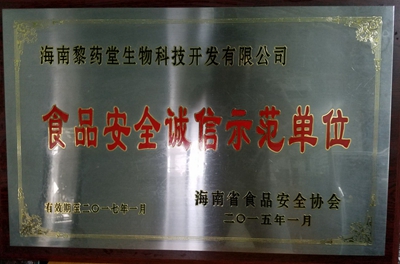 海南黎药堂生物科技开发有限公司
食品安全诚信示范单位
有效期至二〇一七年一月
海南省食品安全协会
二〇一五年一月